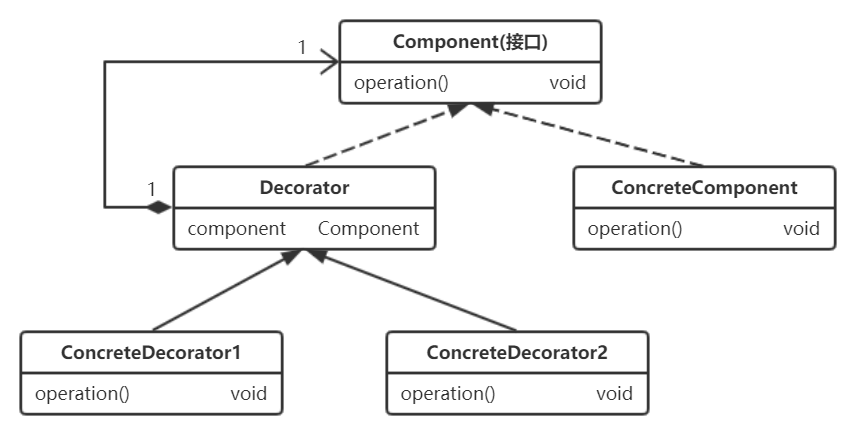 Component(接口)
1
operation() void
1
Decorator
component Component
ConcreteComponent
operation() void
ConcreteDecorator1
operation() void
ConcreteDecorator2
operation() void